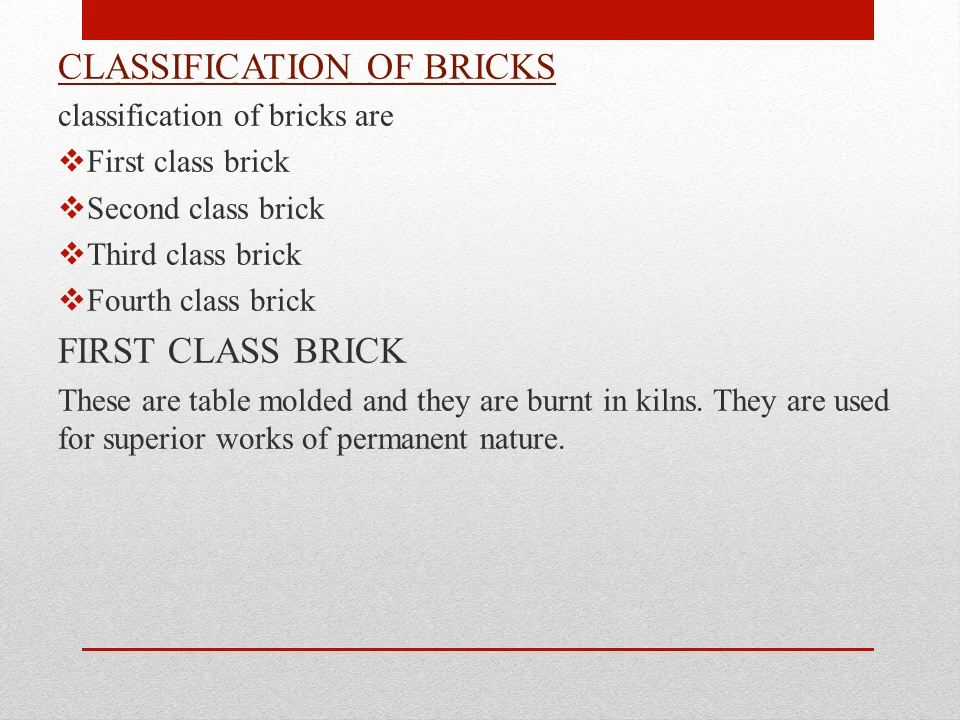 CLASSIFICATION OF BRICKS
classification of bricks are
❖First class brick
❖Second class brick
❖Third class brick
❖Fourth class brick
FIRST CLASS BRICK
These are table molded and they are burnt in kilns. They are used
for superior works of permanent nature.